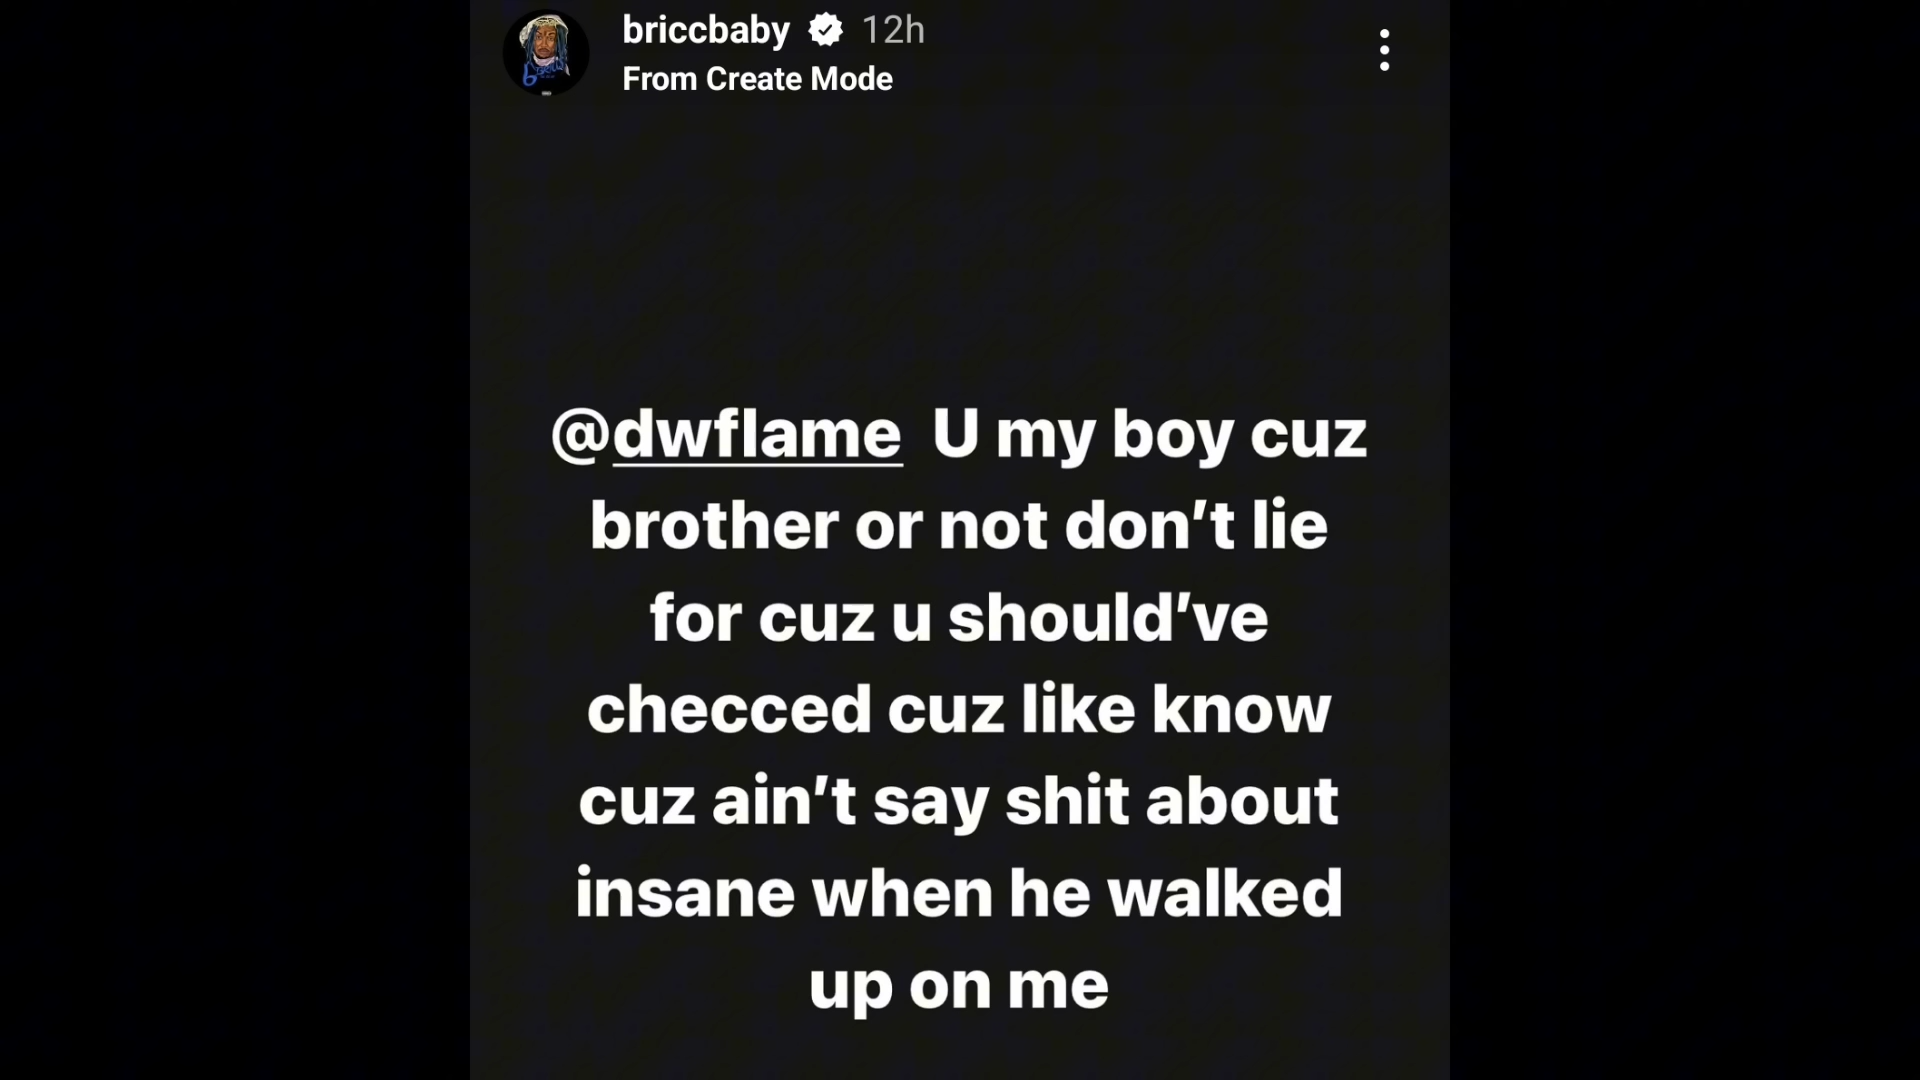 briccbaby 12h
From Create Mode
@dwflame U my boy cuz
brother or not don't lie
for cuz u should've
checced cuz like know
cuz ain't say shit about
insane when he walked
up on me